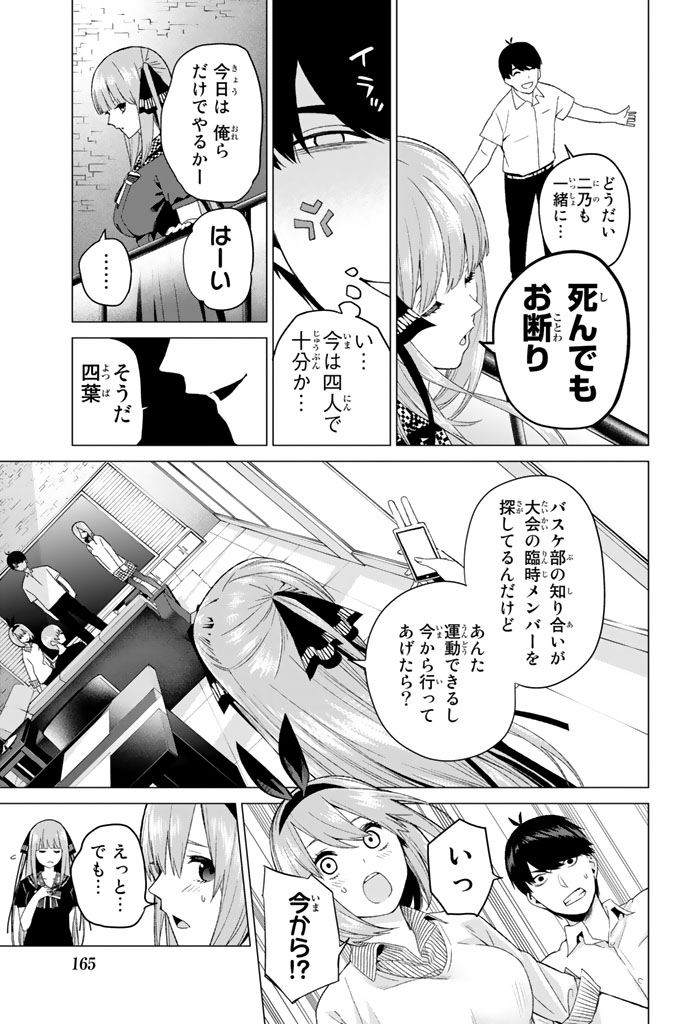 どうだい
二乃も
一緒に…
死んでも
お断り
イラッ
い…
今は四人で
十分か…
今日は 俺ら
だけでやるかー
はーい
……
そうだ
四葉
バスケ部の知り合いが
大会の臨時メンバーを
探してるんだけど
あんた
運動できるし
今から行って
あげたら？
いっ
今から!?
えっと…
でも…
165